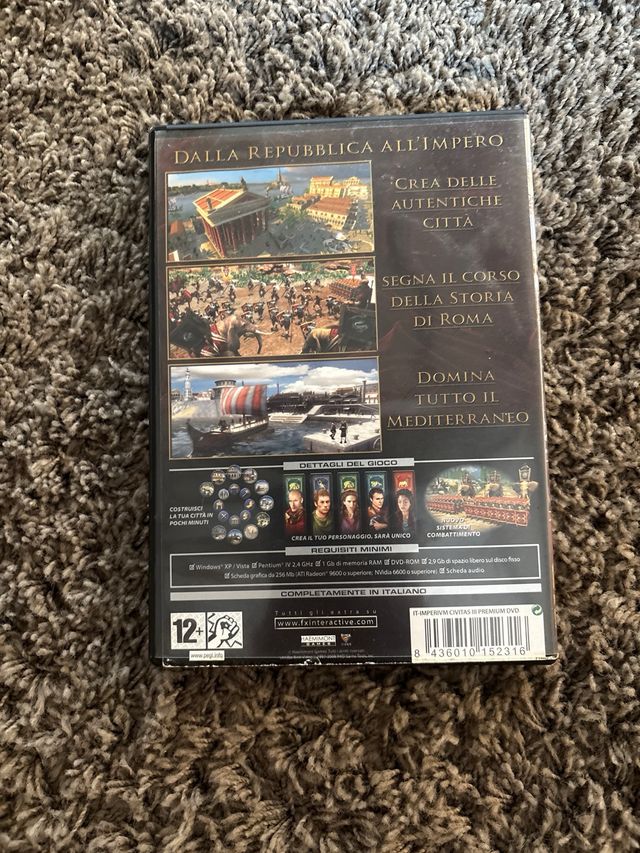 DALLA REPUBBLICA ALL'IMPERO
CREA DELLE
AUTENTICHE
CITTÀ
SEGNA IL CORSO
DELLA STORIA
DI ROMA
DOMINA
TUTTO IL
MEDITERRANEO
DETTAGLI DEL GIOCO
COSTRUISCI
LA TUA CITTÀ IN
POCHI MINUTI
CREA IL TUO PERSONAGGIO, SARÀ UNICO
NUOVO
SISTEMA DI
COMBATTIMENTO
REQUISITI MINIMI
Windows XP / Vista Pentium IV 2,4 GHz 1 Gb di memoria RAM DVD-ROM 2,9 Gb di spazio libero sul disco fisso
Scheda grafica da 256 Mb (ATI Radeon 9600 o superiore; NVidia 6600 o superiore) Scheda audio
COMPLETAMENTE IN ITALIANO
12+
www.pegi.info
Tutti gli extra su
www.fxinteractive.com
HAEMIMONT
GAMES
IT-IMPERIVM CIVITAS III PREMIUM DVD
8 436010 152316